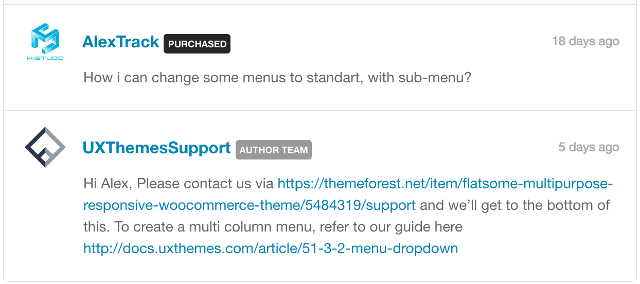 AlexTrack PURCHASED 18 days ago
How i can change some menus to standart, with sub-menu?
UXThemesSupport AUTHOR TEAM 5 days ago
Hi Alex, Please contact us via https://themeforest.net/item/flatsome-multipurpose-
responsive-woocommerce-theme/5484319/support and we'll get to the bottom of
this. To create a multi column menu, refer to our guide here
http://docs.uxthemes.com/article/51-3-2-menu-dropdown